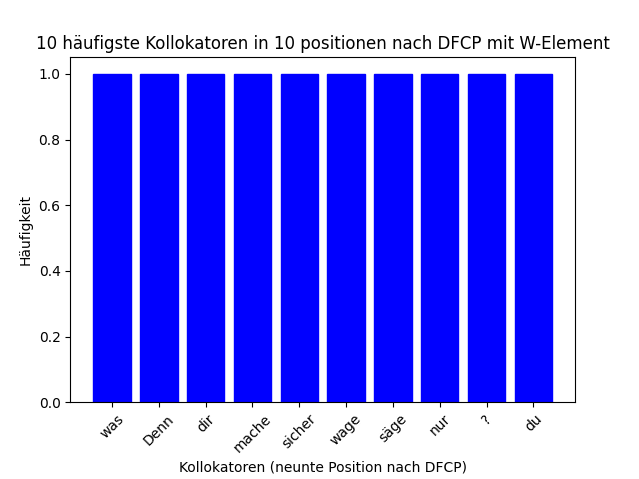 10 häufigste Kollokatoren in 10 positionen nach DFCP mit W-Element
1.0
0.8
0.6
0.4
0.2
0.0
Häufigkeit
was Denn dir mache sicher wage säge nur ? du
Kollokatoren (neunte Position nach DFCP)